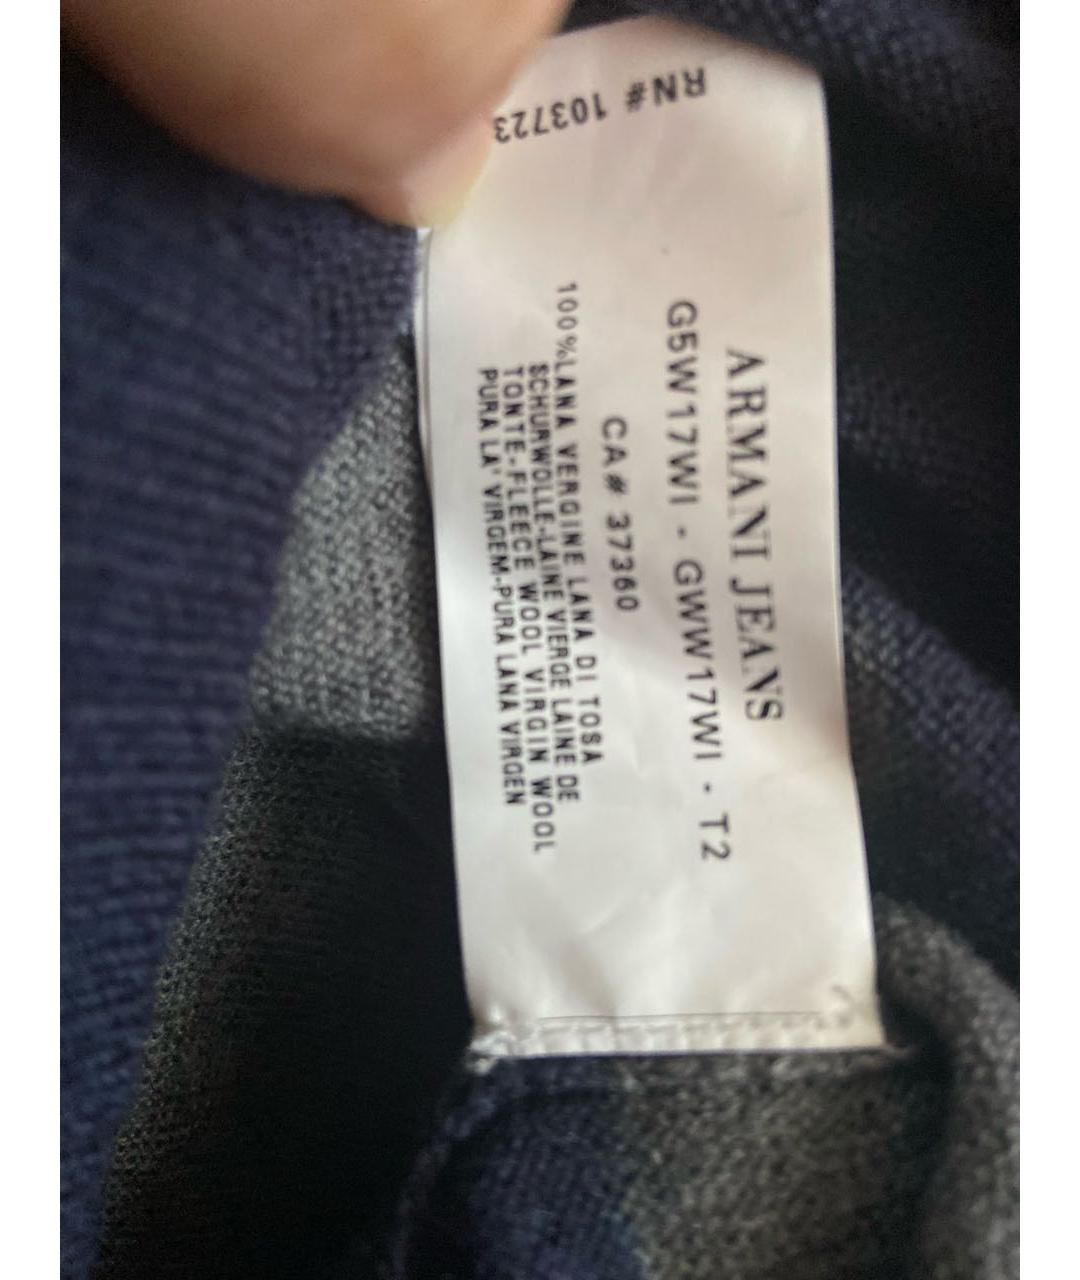 ARMANI JEANS
G5W17WI - GWW17WI - T2
CA# 37360
100%LANA VERGINE LANA DI TOSA
SCHURWOLLE-LAINE VIERGE LAINE DE
TONTE-FLEECE WOOL VIRGIN WOOL
PURA LA' VIRGEM-PURA LANA VIRGEN
RN# 103723